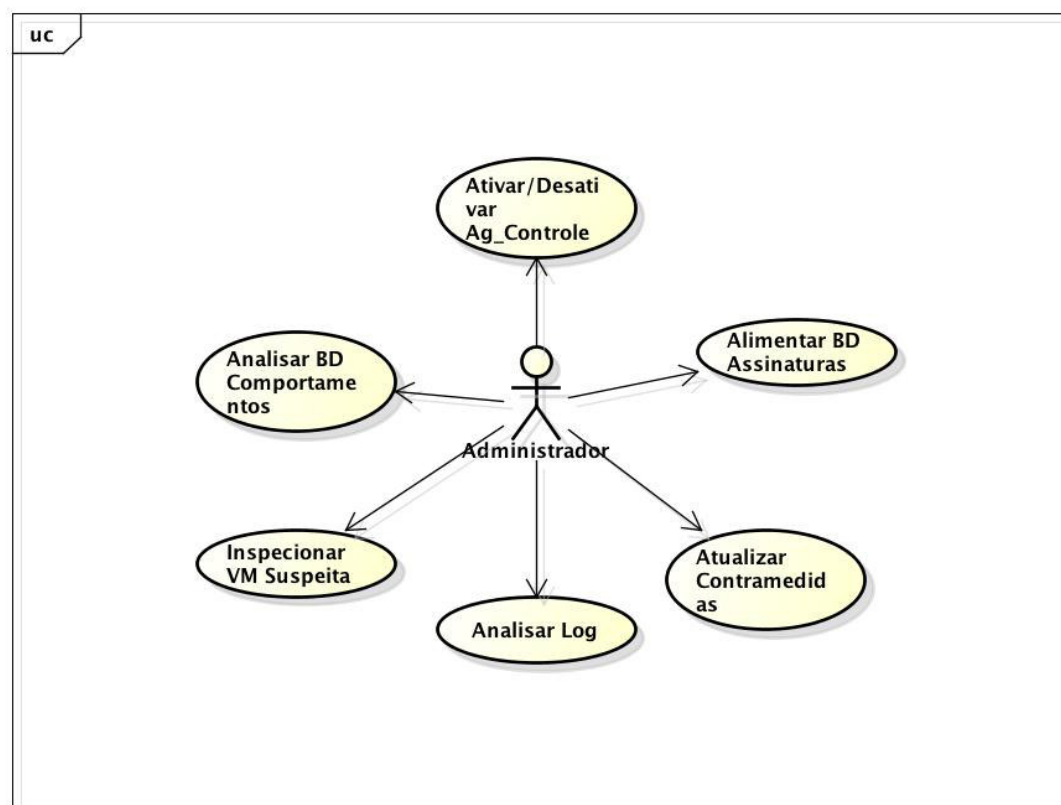 uc
Ativar/Desati
var
Ag_Controle
Analisar BD
Comportame
ntos
Alimentar BD
Assinaturas
Administrador
Inspecionar
VM Suspeita
Atualizar
Contramedid
as
Analisar Log